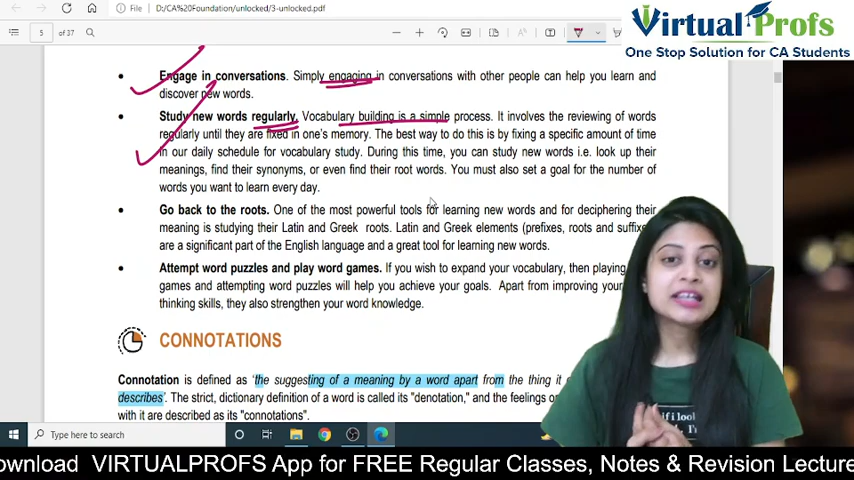 File
D:/CA%20Foundation/unlocked/3-unlocked.pdf
Virtual Profs
One Stop Solution for CA Students
5 of 37
• Engage in conversations. Simply engaging in conversations with other people can help you learn and
discover new words.
• Study new words regularly. Vocabulary building is a simple process. It involves the reviewing of words
regularly until they are fixed in one's memory. The best way to do this is by fixing a specific amount of time
in our daily schedule for vocabulary study. During this time, you can study new words i.e. look up their
meanings, find their synonyms, or even find their root words. You must also set a goal for the number of
words you want to learn every day.
• Go back to the roots. One of the most powerful tools for learning new words and for deciphering their
meaning is studying their Latin and Greek roots. Latin and Greek elements (prefixes, roots and suffixe
are a significant part of the English language and a great tool for learning new words.
• Attempt word puzzles and play word games. If you wish to expand your vocabulary, then playing
games and attempting word puzzles will help you achieve your goals. Apart from improving your
thinking skills, they also strengthen your word knowledge.
CONNOTATIONS
Connotation is defined as 'the suggesting of a meaning by a word apart from the thing it
describes'. The strict, dictionary definition of a word is called its "denotation," and the feelings
with it are described as its "connotations".
if i look
Type here to search
ownload VIRTUALPROFS App for FREE Regular Classes, Notes & Revision Lecture